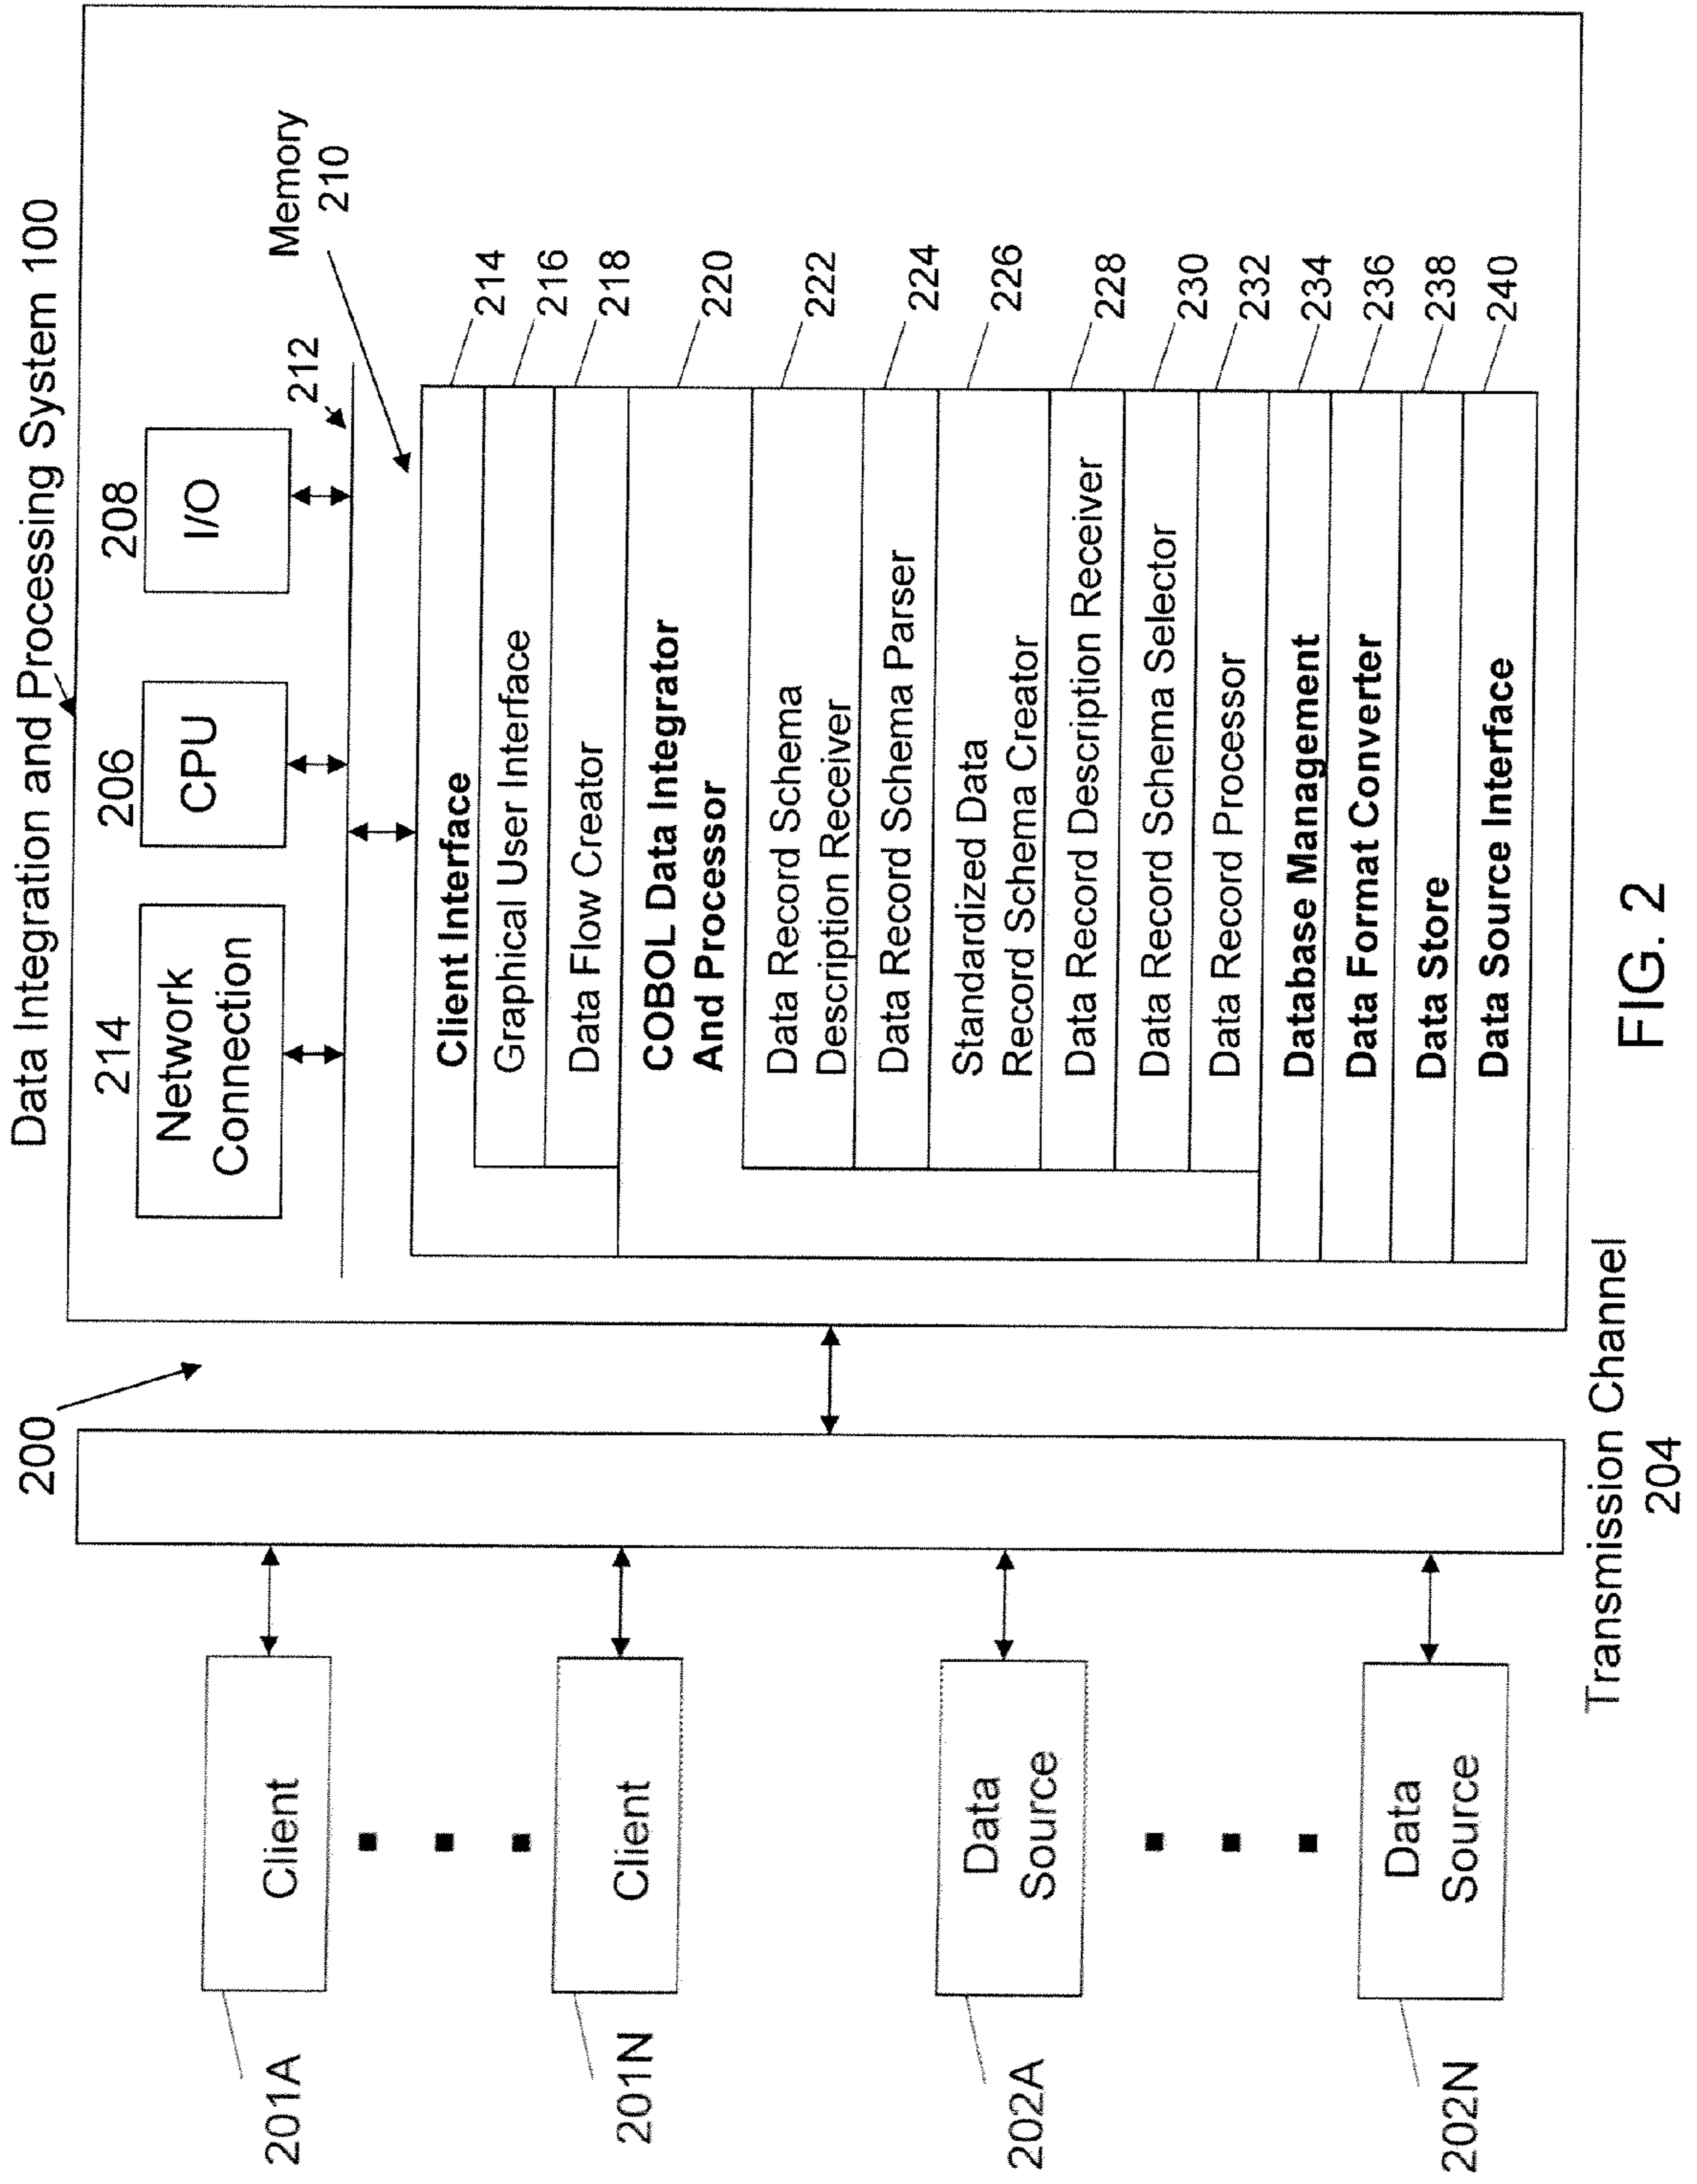 Data Integration and Processing System 100
200
201A
Client
201N
Client
202A
Data
Source
202N
Data
Source
Transmission Channel
204
214
Network
Connection
206
CPU
208
I/O
212
Memory
210
Client Interface
214
Graphical User Interface
216
Data Flow Creator
218
COBOL Data Integrator
And Processor
220
Data Record Schema
Description Receiver
222
Data Record Schema Parser
224
Standardized Data
Record Schema Creator
226
Data Record Description Receiver
228
Data Record Schema Selector
230
Data Record Processor
232
Database Management
234
Data Format Converter
236
Data Store
238
Data Source Interface
240
FIG. 2